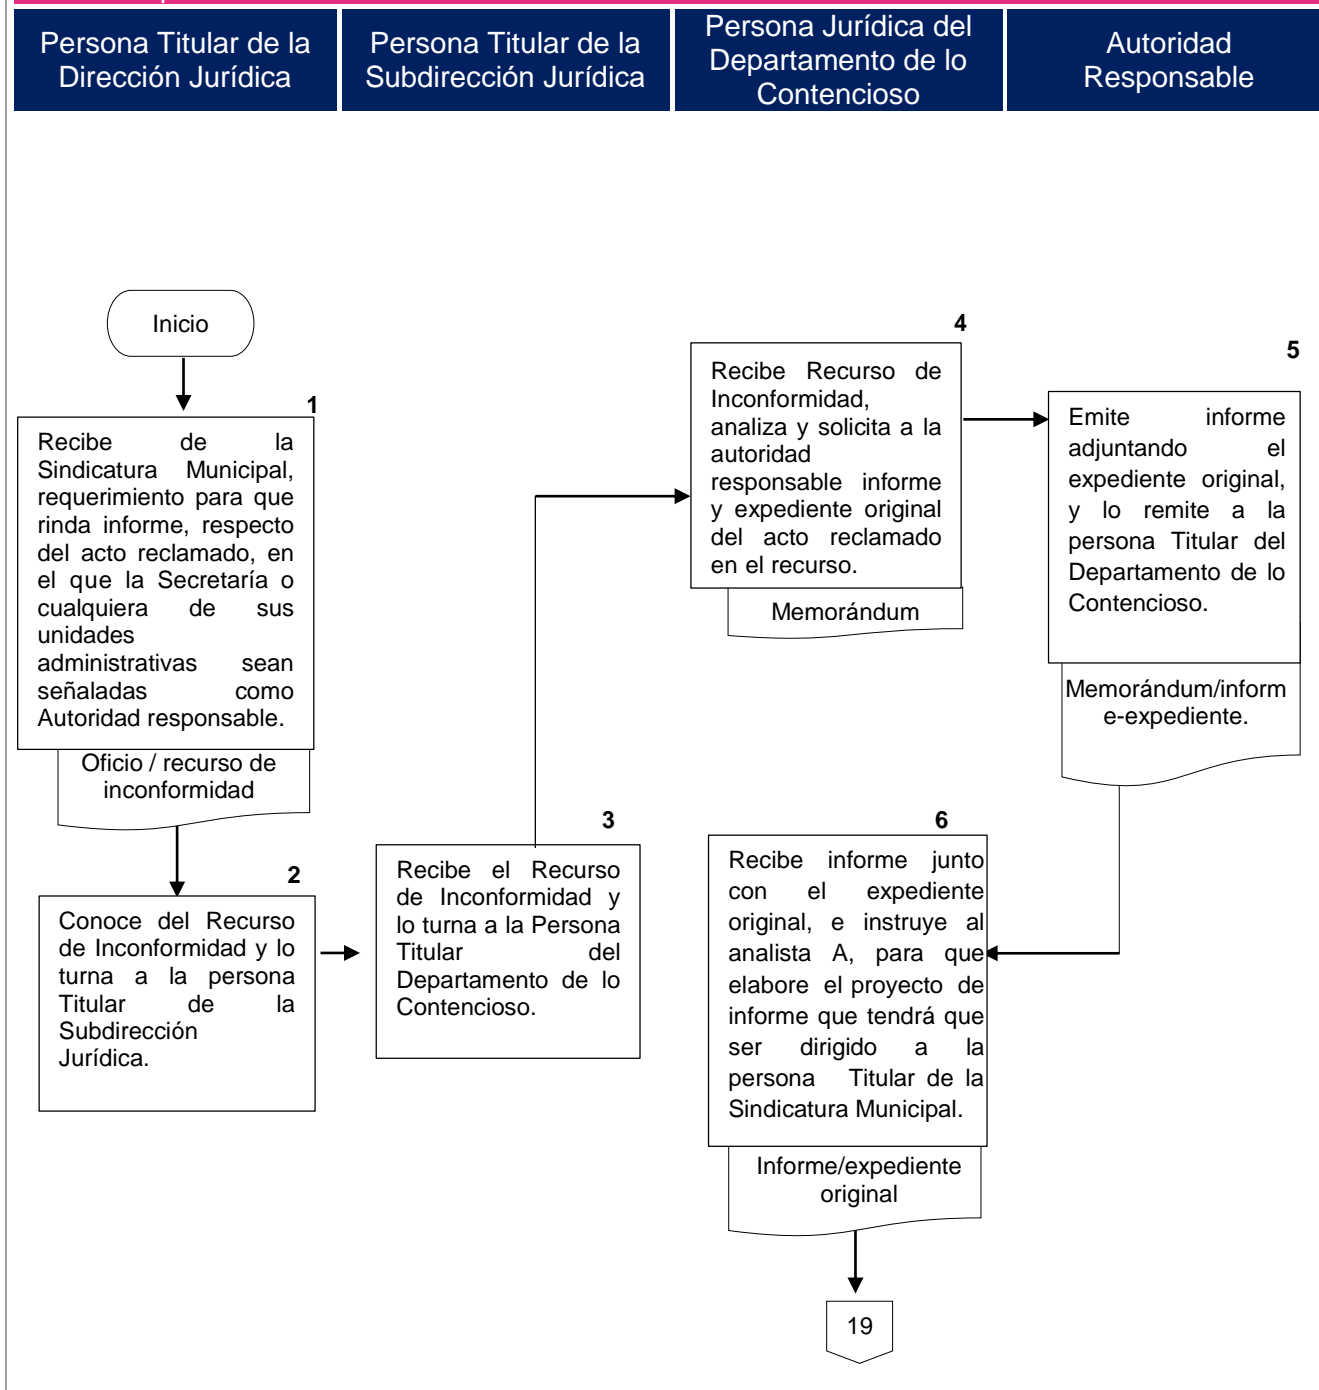 Persona Titular de la
Dirección Jurídica
Persona Titular de la
Subdirección Jurídica
Persona Jurídica del
Departamento de lo
Contencioso
Autoridad
Responsable
Inicio
1
Recibe de la
Sindicatura Municipal,
requerimiento para que
rinda informe, respecto
del acto reclamado, en
el que la Secretaría o
cualquiera de sus
unidades
administrativas sean
señaladas como
Autoridad responsable.
Oficio / recurso de
inconformidad
2
Conoce del Recurso
de Inconformidad y lo
turna a la persona
Titular de la
Subdirección
Jurídica.
3
Recibe el Recurso
de Inconformidad y
lo turna a la Persona
Titular del
Departamento de lo
Contencioso.
4
Recibe Recurso de
Inconformidad,
analiza y solicita a la
autoridad
responsable informe
y expediente original
del acto reclamado
en el recurso.
Memorándum
5
Emite informe
adjuntando el
expediente original,
y lo remite a la
persona Titular del
Departamento de lo
Contencioso.
Memorándum/inform
e-expediente.
6
Recibe informe junto
con el expediente
original, e instruye al
analista A, para que
elabore el proyecto de
informe que tendrá que
ser dirigido a la
persona Titular de la
Sindicatura Municipal.
Informe/expediente
original
19